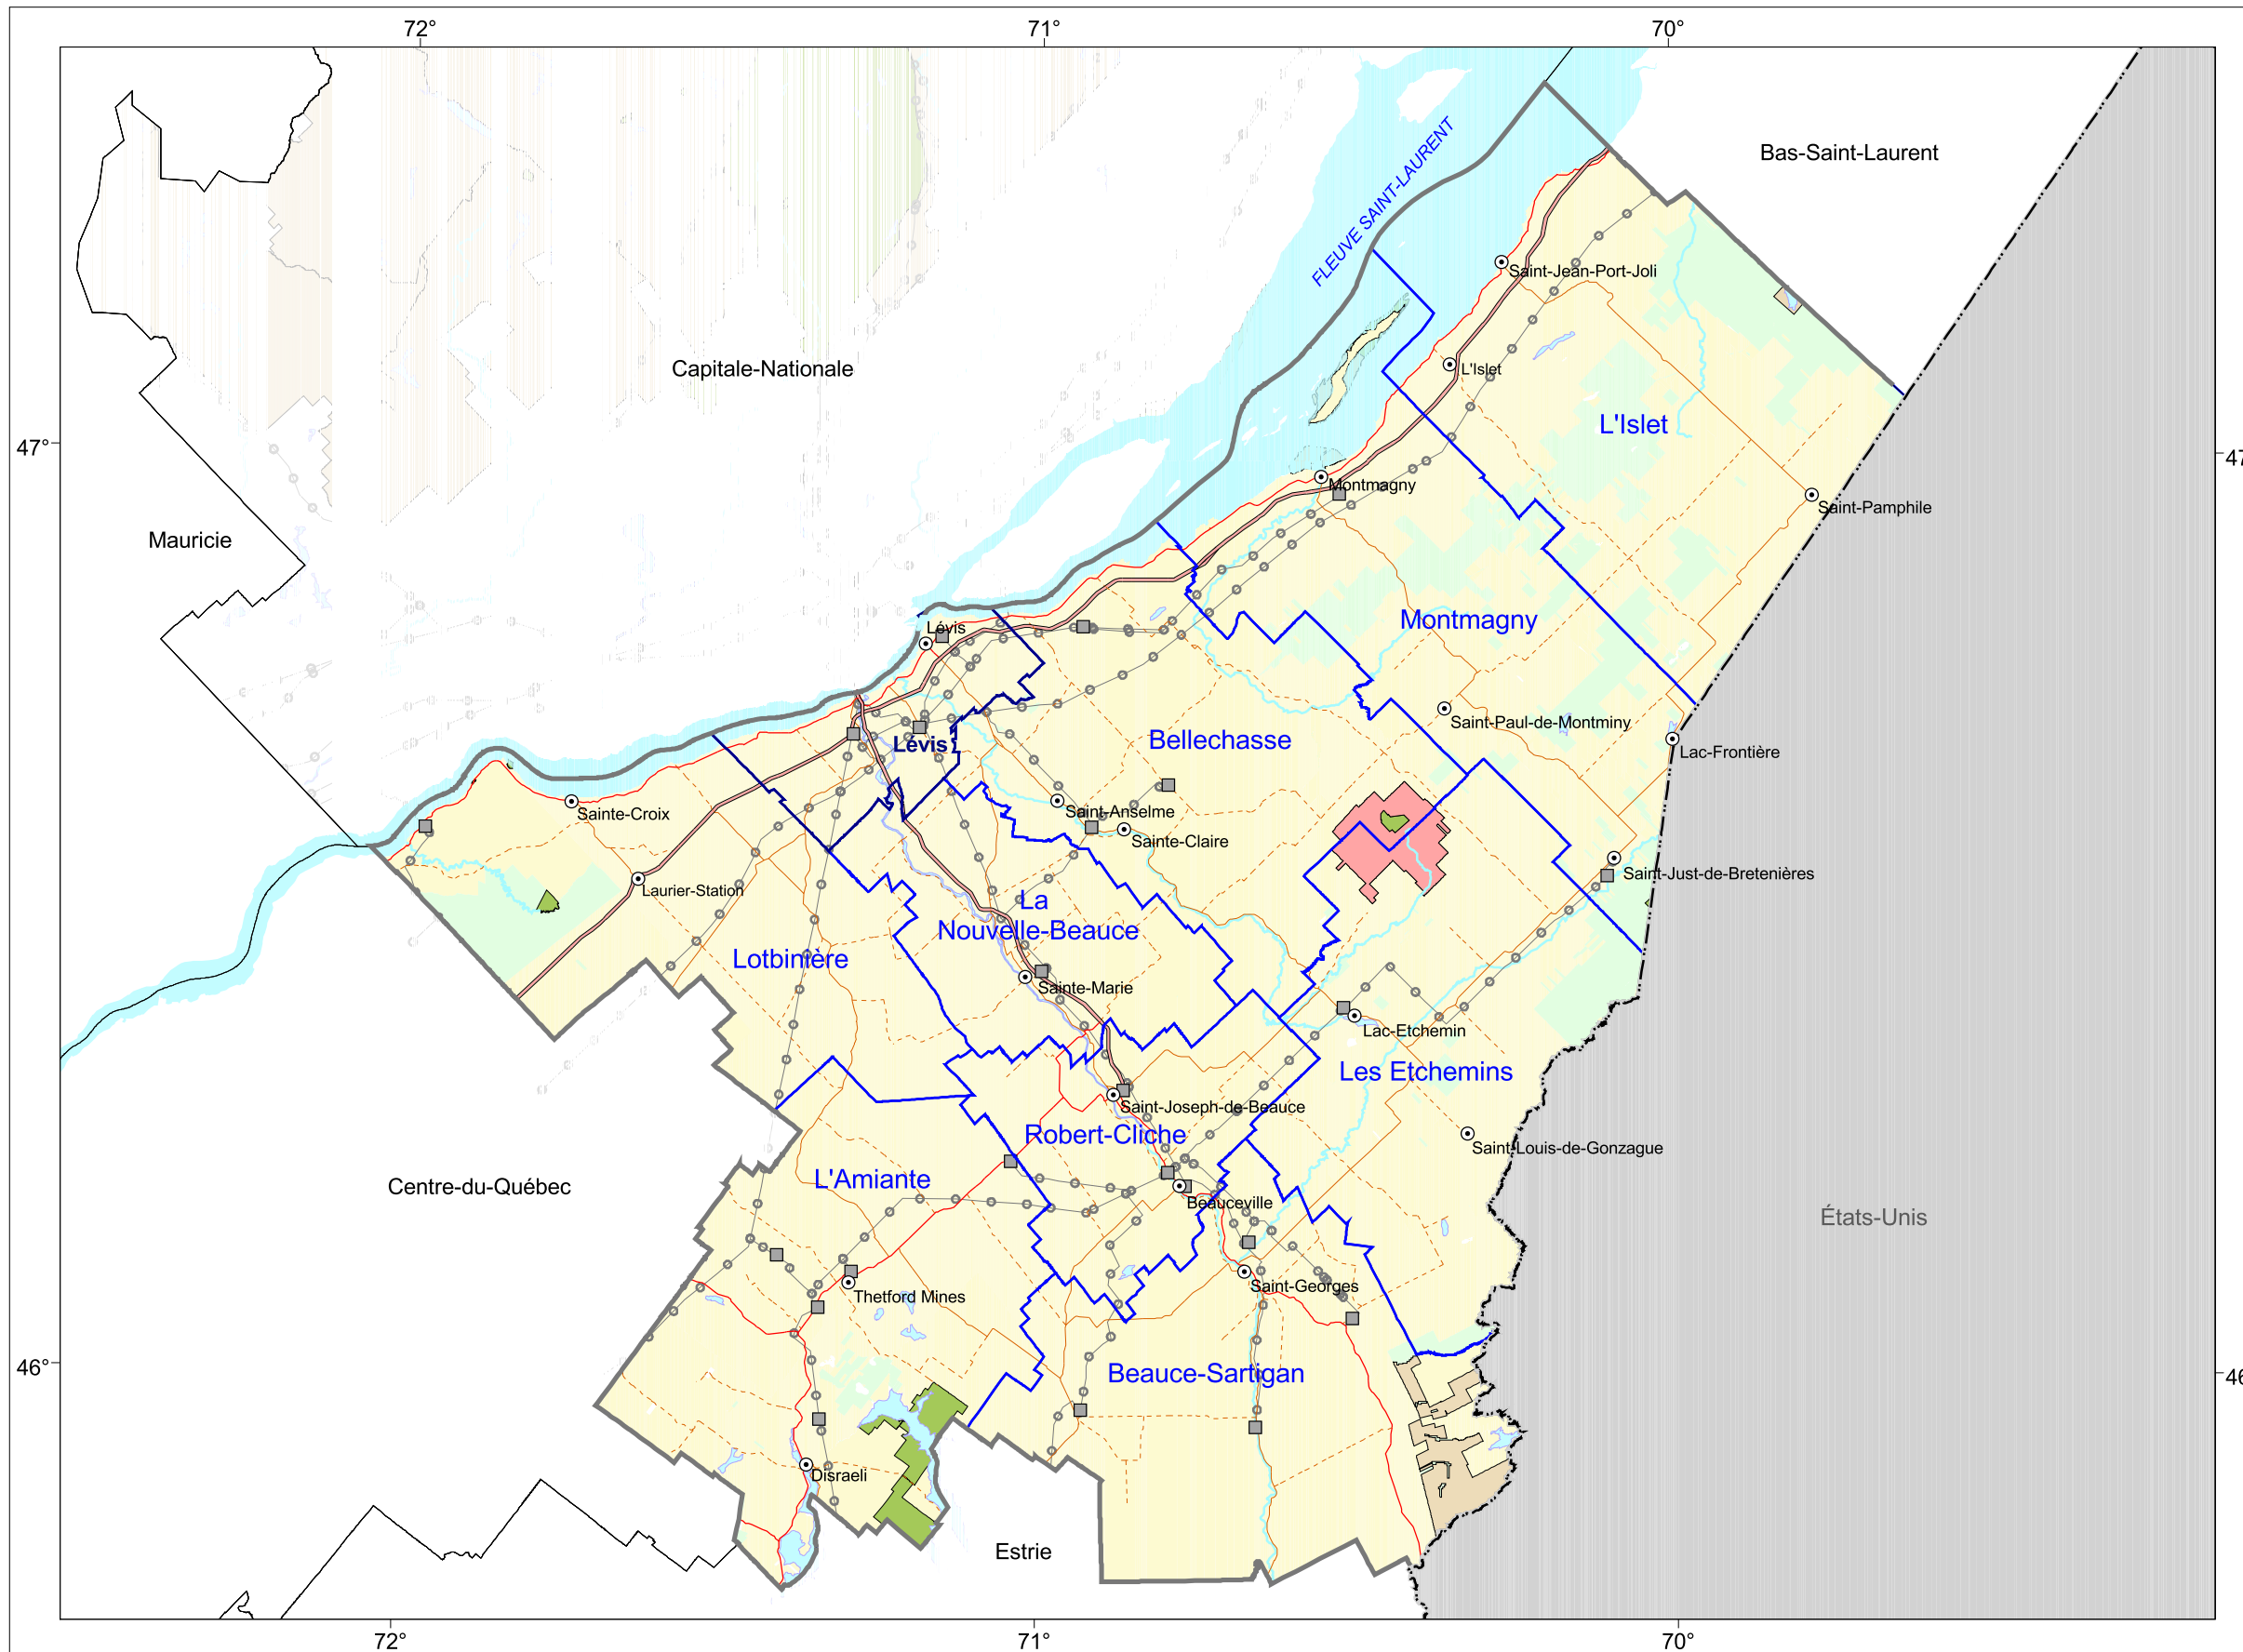 72°
71°
70°
Bas-Saint-Laurent
FLEUVE SAINT-LAURENT
Saint-Jean-Port-Joli
Capitale-Nationale
L'Islet
L'Islet
47°
47
Montmagny
Saint-Pamphile
Mauricie
Montmagny
Lévis
Saint-Paul-de-Montminy
Lévis
Bellechasse
Lac-Frontière
Sainte-Croix
Saint-Anselme
Sainte-Claire
Saint-Just-de-Bretenières
Laurier-Station
La
Nouvelle-Beauce
Lotbinière
Sainte-Marie
Lac-Etchemin
Les Etchemins
Saint-Joseph-de-Beauce
Robert-Cliche
Saint-Louis-de-Gonzague
L'Amiante
Centre-du-Québec
Beauceville
États-Unis
Saint-Georges
Thetford Mines
46°
46
Beauce-Sartigan
Disraeli
Estrie
72°
71°
70°